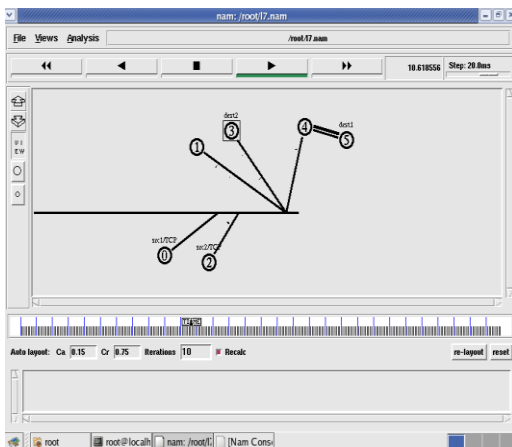 nam: /root/l7.nam
File Views Analysis /root/l7.nam
10.618556 Step: 20.0ms
dest2
3
4
dest1
5
1
src1/TCP
0
src2/TCP
2
Auto layout: Ca 0.15 Cr 0.75 Iterations 10 Recalc re-layout reset
root root@localh nam: /root/l7 [Nam Cons